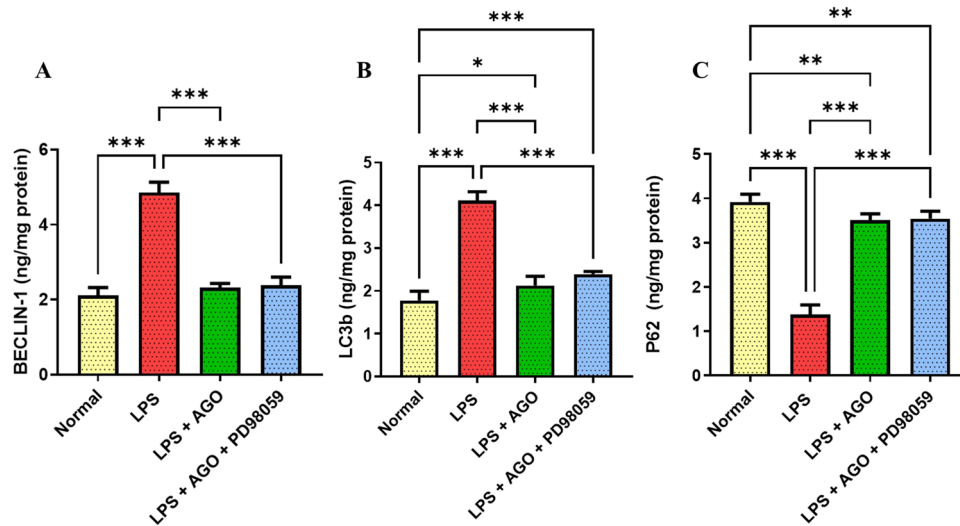 A
***
***
***
BECLIN-1 (ng/mg protein)
6
4
2
0
Normal
LPS
LPS + AGO
LPS + AGO + PD98059
B
***
*
***
***
***
LC3b (ng/mg protein)
5
4
3
2
1
0
Normal
LPS
LPS + AGO
LPS + AGO + PD98059
C
**
**
***
***
***
P62 (ng/mg protein)
5
4
3
2
1
0
Normal
LPS
LPS + AGO
LPS + AGO + PD98059